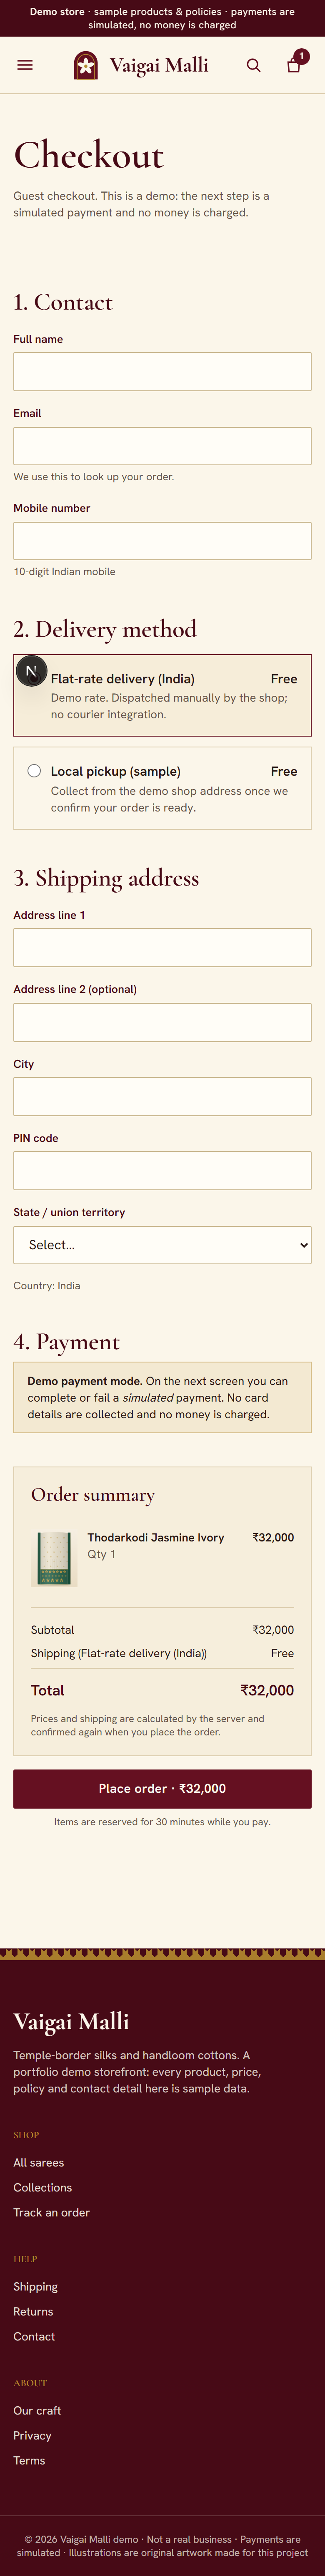 Demo store · sample products & policies · payments are
simulated, no money is charged
Vaigai Malli
1
Checkout
Guest checkout. This is a demo: the next step is a
simulated payment and no money is charged.
1. Contact
Full name
Email
We use this to look up your order.
Mobile number
10-digit Indian mobile
2. Delivery method
N
Flat-rate delivery (India) Free
Demo rate. Dispatched manually by the shop;
no courier integration.
Local pickup (sample) Free
Collect from the demo shop address once we
confirm your order is ready.
3. Shipping address
Address line 1
Address line 2 (optional)
City
PIN code
State / union territory
Select...
Country: India
4. Payment
Demo payment mode. On the next screen you can
complete or fail a simulated payment. No card
details are collected and no money is charged.
Order summary
Thodarkodi Jasmine Ivory ₹32,000
Qty 1
Subtotal ₹32,000
Shipping (Flat-rate delivery (India)) Free
Total ₹32,000
Prices and shipping are calculated by the server and
confirmed again when you place the order.
Place order · ₹32,000
Items are reserved for 30 minutes while you pay.
Vaigai Malli
Temple-border silks and handloom cottons. A
portfolio demo storefront: every product, price,
policy and contact detail here is sample data.
SHOP
All sarees
Collections
Track an order
HELP
Shipping
Returns
Contact
ABOUT
Our craft
Privacy
Terms
© 2026 Vaigai Malli demo · Not a real business · Payments are
simulated · Illustrations are original artwork made for this project